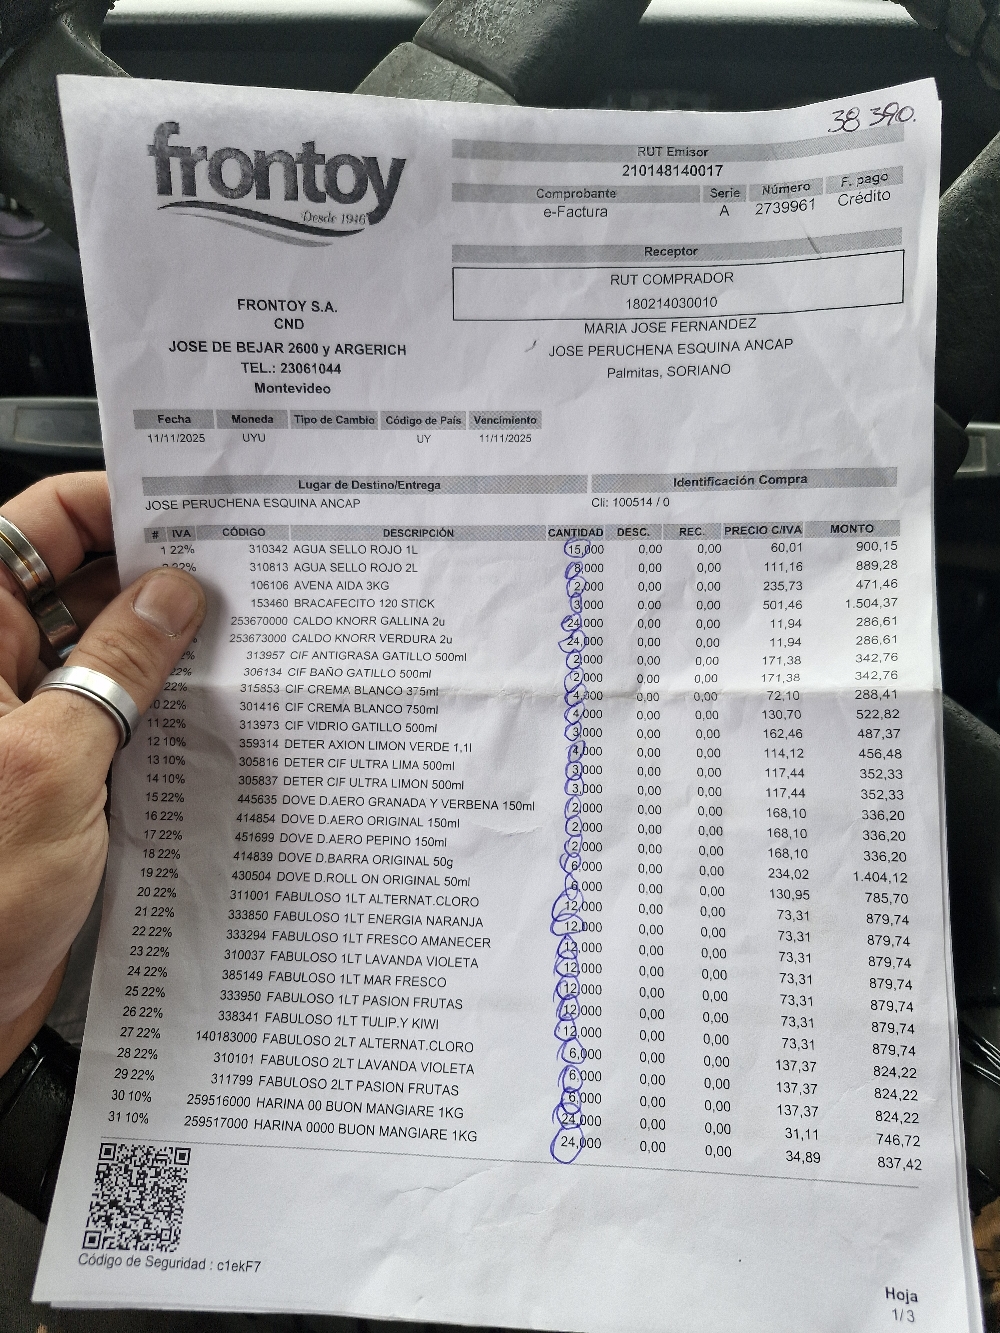 38 390.
frontoy
Desde 1946
RUT Emisor
210148140017
Comprobante Serie Número F. pago
e-Factura A 2739961 Crédito
Receptor
RUT COMPRADOR
180214030010
MARIA JOSE FERNANDEZ
JOSE PERUCHENA ESQUINA ANCAP
Palmitas, SORIANO
FRONTOY S.A.
CND
JOSE DE BEJAR 2600 y ARGERICH
TEL.: 23061044
Montevideo
Fecha Moneda Tipo de Cambio Código de País Vencimiento
11/11/2025 UYU UY 11/11/2025
Lugar de Destino/Entrega Identificación Compra
JOSE PERUCHENA ESQUINA ANCAP Cli: 100514 / 0
# IVA CÓDIGO DESCRIPCIÓN CANTIDAD DESC. REC. PRECIO C/IVA MONTO
1 22% 310342 AGUA SELLO ROJO 1L 15,000 0,00 0,00 60,01 900,15
22% 310813 AGUA SELLO ROJO 2L 8,000 0,00 0,00 111,16 889,28
106106 AVENA AIDA 3KG 2,000 0,00 0,00 235,73 471,46
153460 BRACAFECITO 120 STICK 3,000 0,00 0,00 501,46 1.504,37
253670000 CALDO KNORR GALLINA 2u 24,000 0,00 0,00 11,94 286,61
253673000 CALDO KNORR VERDURA 2u 24,000 0,00 0,00 11,94 286,61
313957 CIF ANTIGRASA GATILLO 500ml 2,000 0,00 0,00 171,38 342,76
22% 306134 CIF BAÑO GATILLO 500ml 2,000 0,00 0,00 171,38 342,76
22% 315853 CIF CREMA BLANCO 375ml 4,000 0,00 0,00 72,10 288,41
10 22% 301416 CIF CREMA BLANCO 750ml 4,000 0,00 0,00 130,70 522,82
11 22% 313973 CIF VIDRIO GATILLO 500ml 3,000 0,00 0,00 162,46 487,37
12 10% 359314 DETER AXION LIMON VERDE 1,1l 4,000 0,00 0,00 114,12 456,48
13 10% 305816 DETER CIF ULTRA LIMA 500ml 3,000 0,00 0,00 117,44 352,33
14 10% 305837 DETER CIF ULTRA LIMON 500ml 3,000 0,00 0,00 117,44 352,33
15 22% 445635 DOVE D.AERO GRANADA Y VERBENA 150ml 2,000 0,00 0,00 168,10 336,20
16 22% 414854 DOVE D.AERO ORIGINAL 150ml 2,000 0,00 0,00 168,10 336,20
17 22% 451699 DOVE D.AERO PEPINO 150ml 2,000 0,00 0,00 168,10 336,20
18 22% 414839 DOVE D.BARRA ORIGINAL 50g 6,000 0,00 0,00 234,02 1.404,12
19 22% 430504 DOVE D.ROLL ON ORIGINAL 50ml 6,000 0,00 0,00 130,95 785,70
20 22% 311001 FABULOSO 1LT ALTERNAT.CLORO 12,000 0,00 0,00 73,31 879,74
21 22% 333850 FABULOSO 1LT ENERGIA NARANJA 12,000 0,00 0,00 73,31 879,74
22 22% 333294 FABULOSO 1LT FRESCO AMANECER 12,000 0,00 0,00 73,31 879,74
23 22% 310037 FABULOSO 1LT LAVANDA VIOLETA 12,000 0,00 0,00 73,31 879,74
24 22% 385149 FABULOSO 1LT MAR FRESCO 12,000 0,00 0,00 73,31 879,74
25 22% 333950 FABULOSO 1LT PASION FRUTAS 12,000 0,00 0,00 73,31 879,74
26 22% 338341 FABULOSO 1LT TULIP.Y KIWI 12,000 0,00 0,00 73,31 879,74
27 22% 140183000 FABULOSO 2LT ALTERNAT.CLORO 6,000 0,00 0,00 137,37 824,22
28 22% 310101 FABULOSO 2LT LAVANDA VIOLETA 6,000 0,00 0,00 137,37 824,22
29 22% 311799 FABULOSO 2LT PASION FRUTAS 6,000 0,00 0,00 137,37 824,22
30 10% 259516000 HARINA 00 BUON MANGIARE 1KG 24,000 0,00 0,00 31,11 746,72
31 10% 259517000 HARINA 0000 BUON MANGIARE 1KG 24,000 0,00 0,00 34,89 837,42
Código de Seguridad : c1ekF7
Hoja
1/3